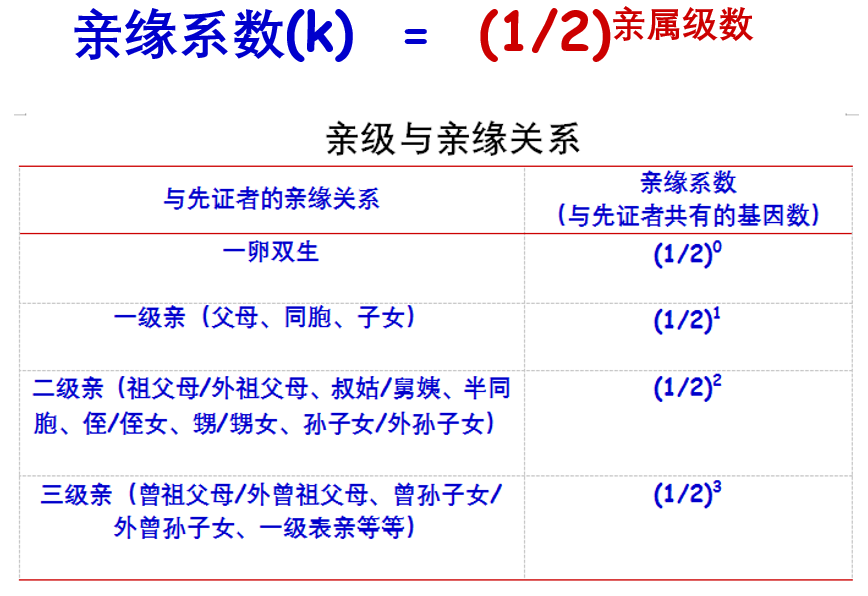 亲缘系数(k) = (1/2)亲属级数
亲级与亲缘关系
与先证者的亲缘关系
亲缘系数
（与先证者共有的基因数）
一卵双生
(1/2)0
一级亲（父母、同胞、子女）
(1/2)1
二级亲（祖父母/外祖父母、叔姑/舅姨、半同
胞、侄/侄女、甥/甥女、孙子女/外孙子女）
(1/2)2
三级亲（曾祖父母/外曾祖父母、曾孙子女/
外曾孙子女、一级表亲等等）
(1/2)3